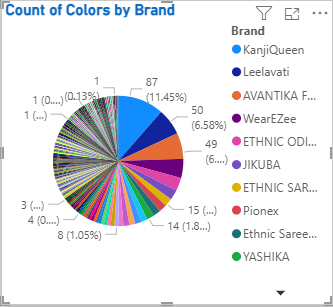 Count of Colors by Brand
Brand
KanjiQueen
Leelavati
AVANTIKA F...
WearEZee
ETHNIC ODI...
JIKUBA
ETHNIC SAR...
Pionex
Ethnic Saree...
YASHIKA
87
(11.45%)
50
(6.58%)
49
(6....)
15 (...)
14 (1.8...)
8 (1.05%)
4 (0....)
3 (...)
1 (...)
1 (0....)
1
(0.13%)